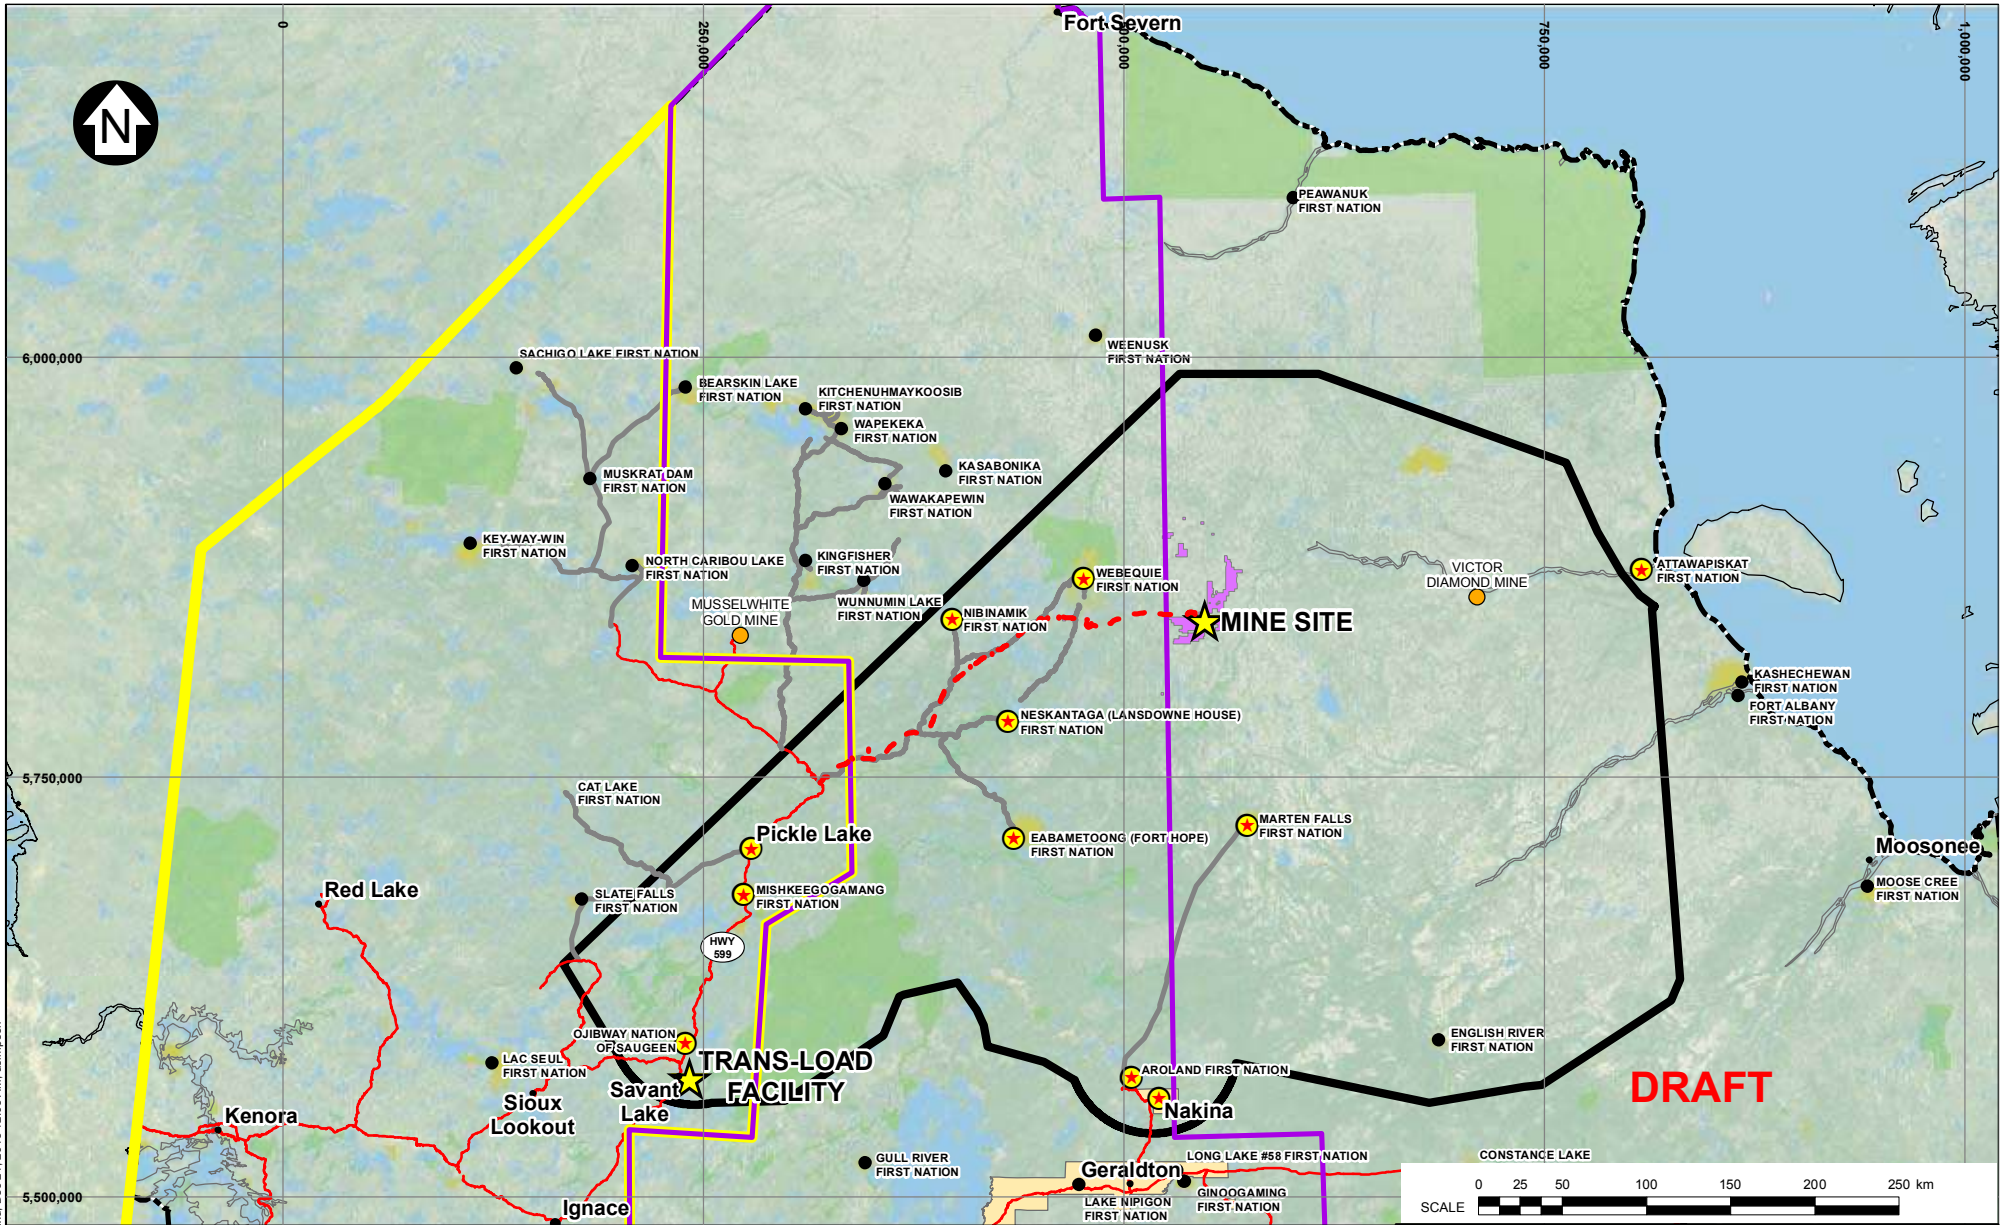 0
250,000
750,000
1,000,000
Fort Severn
N
PEAWANUK
FIRST NATION
6,000,000
WEENUSK
FIRST NATION
SACHIGO LAKE FIRST NATION
BEARSKIN LAKE
FIRST NATION
KITCHENUHMAYKOOSIB
FIRST NATION
WAPEKEKA
FIRST NATION
KASABONIKA
FIRST NATION
MUSKRAT DAM
FIRST NATION
WAWAKAPEWIN
FIRST NATION
KEY-WAY-WIN
FIRST NATION
NORTH CARIBOU LAKE
FIRST NATION
KINGFISHER
FIRST NATION
WEBEQUIE
FIRST NATION
VICTOR
DIAMOND MINE
ATTAWAPISKAT
FIRST NATION
MUSSELWHITE
GOLD MINE
WUNNUMIN LAKE
FIRST NATION
NIBINAMIK
FIRST NATION
MINE SITE
KASHECHEWAN
FIRST NATION
FORT ALBANY
FIRST NATION
NESKANTAGA (LANSDOWNE HOUSE)
FIRST NATION
5,750,000
CAT LAKE
FIRST NATION
Pickle Lake
EABAMETOONG (FORT HOPE)
FIRST NATION
MARTEN FALLS
FIRST NATION
Moosonee
Red Lake
SLATE FALLS
FIRST NATION
MISHKEEGOGAMANG
FIRST NATION
MOOSE CREE
FIRST NATION
HWY
599
OJIBWAY NATION
OF SAUGEEN
ENGLISH RIVER
FIRST NATION
LAC SEUL
FIRST NATION
TRANS-LOAD
FACILITY
AROLAND FIRST NATION
DRAFT
Savant
Lake
Sioux
Lookout
Kenora
Nakina
GULL RIVER
FIRST NATION
LONG LAKE #58 FIRST NATION
CONSTANCE LAKE
Geraldton
5,500,000
Ignace
LAKE NIPIGON
FIRST NATION
GINOOGAMING
FIRST NATION
0 25 50 100 150 200 250 km
SCALE